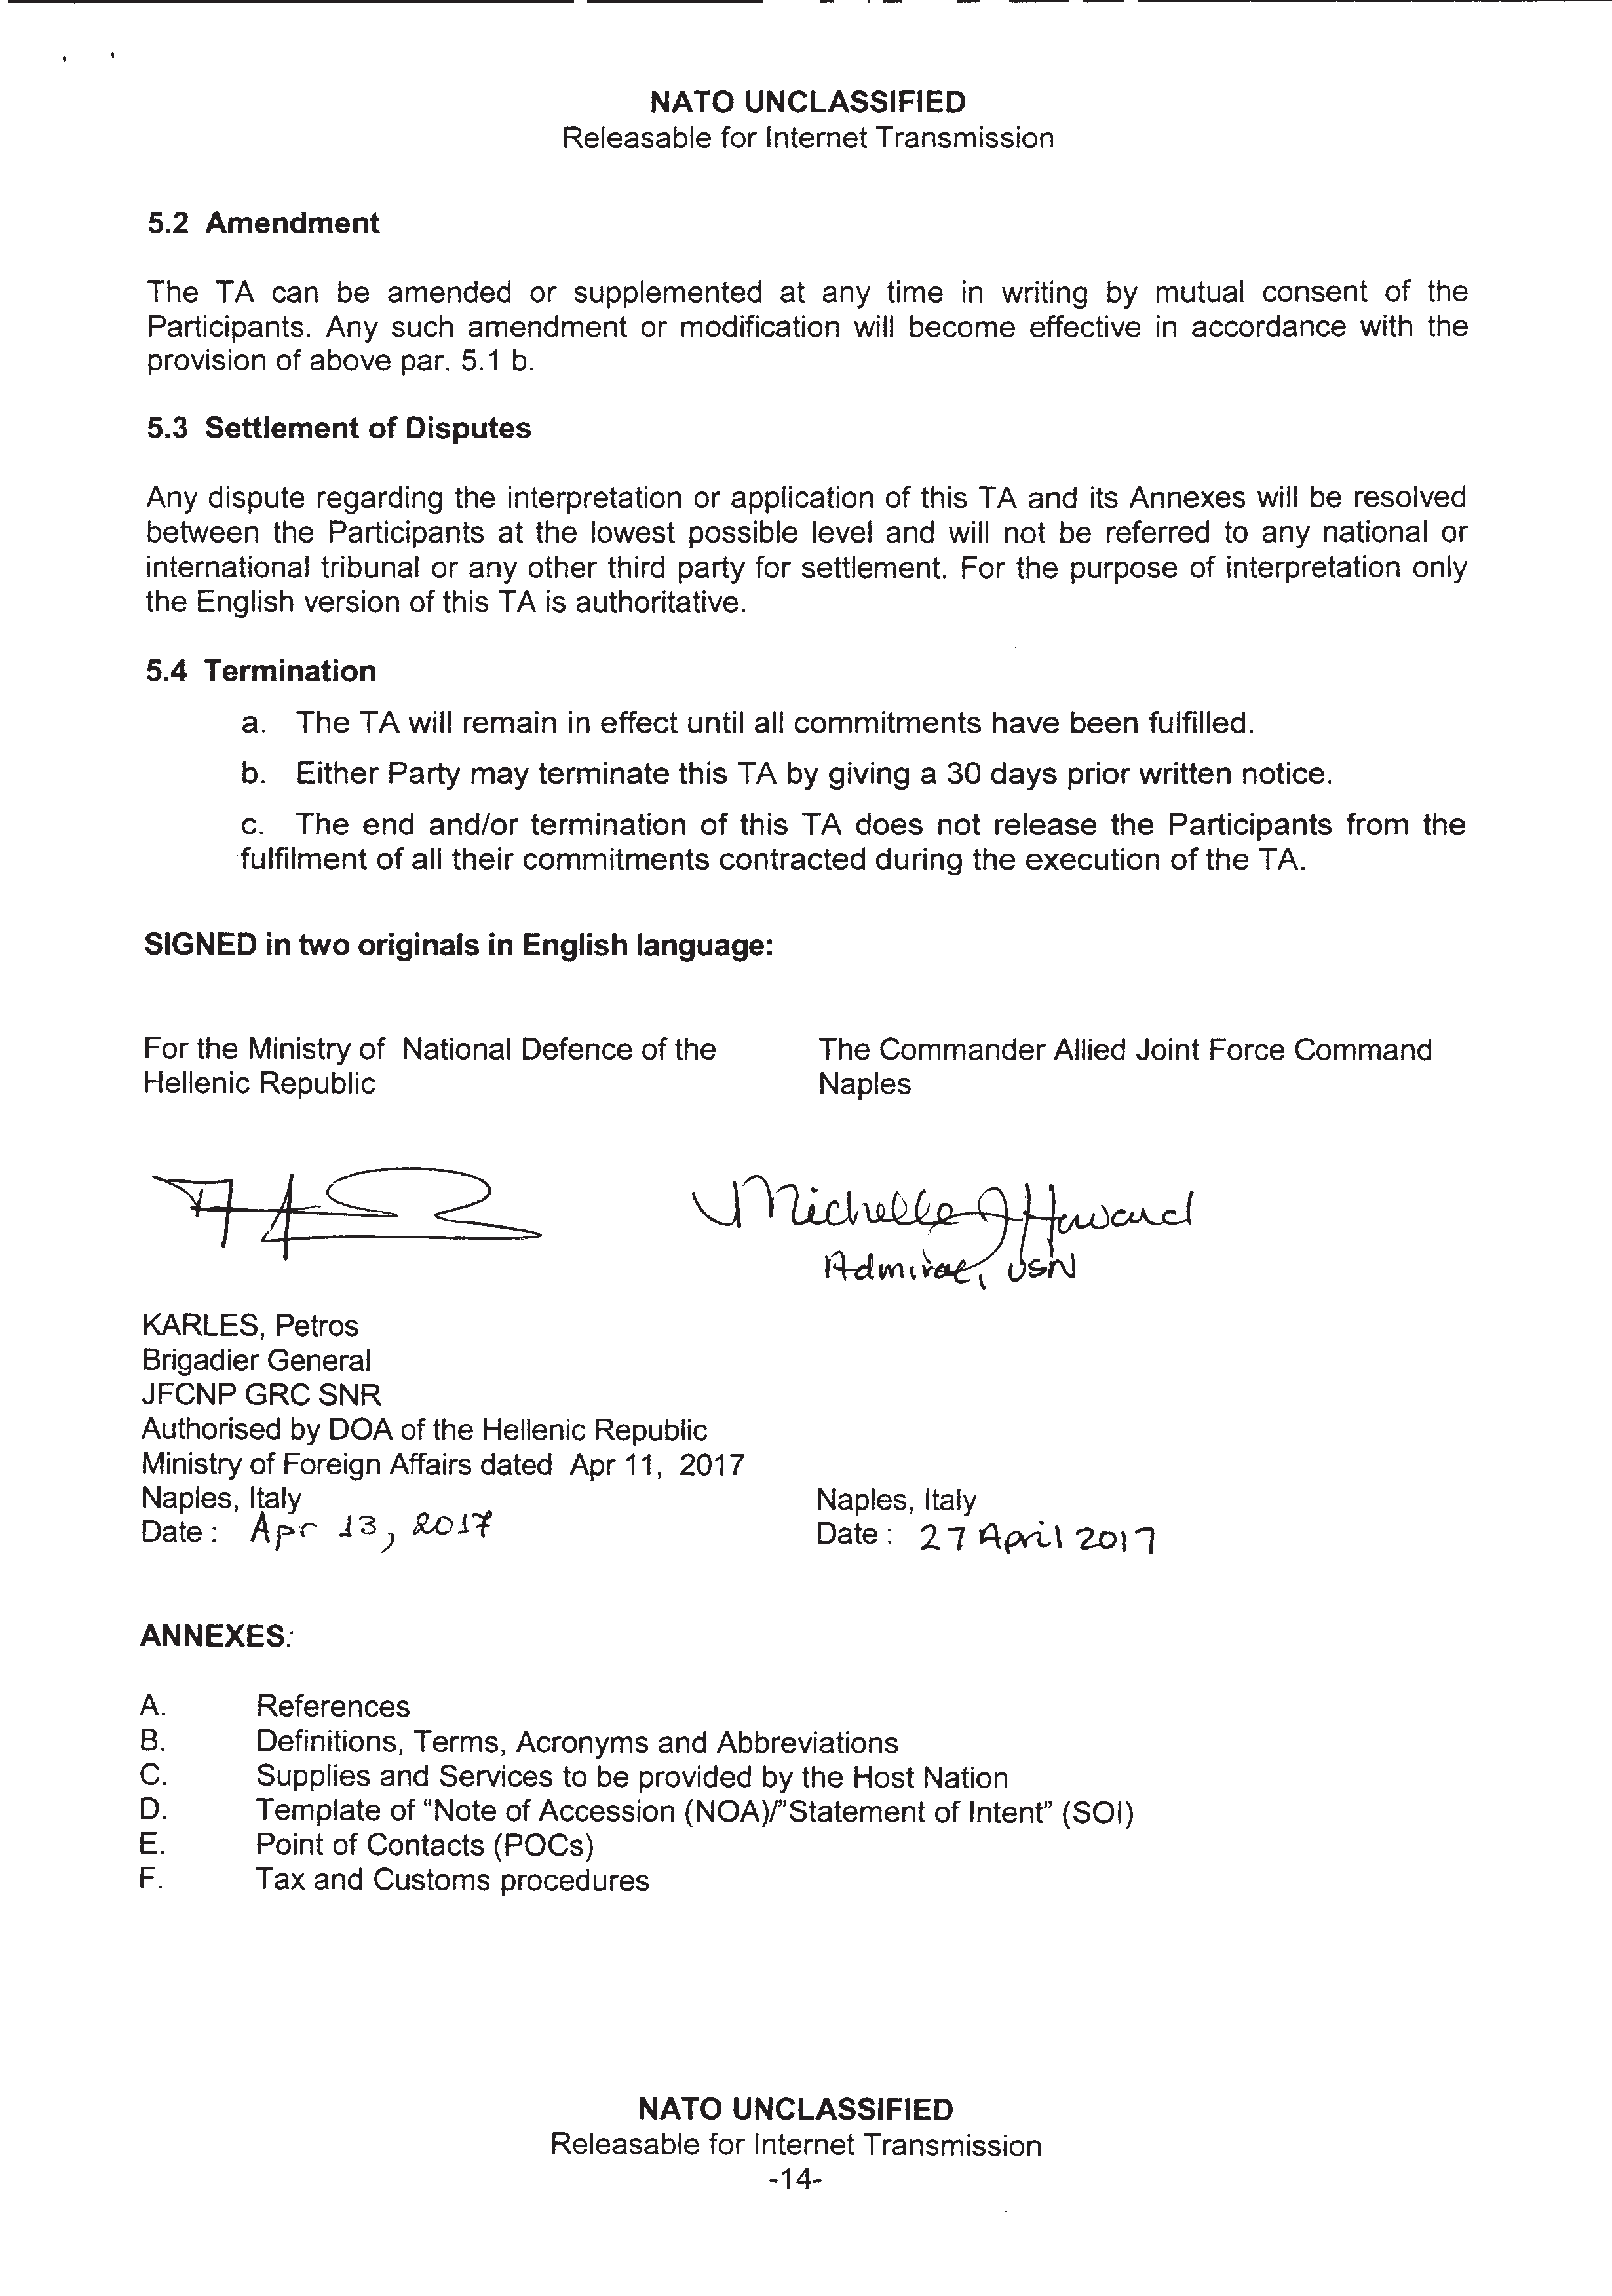 NATO UNCLASSIFIED
Releasable for Internet Transmission
5.2 Amendment
The TA can be amended or supplemented at any time in writing by mutual consent of the
Participants. Any such amendment or modification will become effective in accordance with the
provision of above par. 5.1 b.
5.3 Settlement of Disputes
Any dispute regarding the interpretation or application of this TA and its Annexes will be resolved
between the Participants at the lowest possible level and will not be referred to any national or
international tribunal or any other third party for settlement. For the purpose of interpretation only
the English version of this TA is authoritative.
5.4 Termination
a. The TA will remain in effect until all commitments have been fulfilled.
b. Either Party may terminate this TA by giving a 30 days prior written notice.
c. The end and/or termination of this TA does not release the Participants from the
fulfilment of all their commitments contracted during the execution of the TA.
SIGNED in two originals in English language:
For the Ministry of National Defence of the
Hellenic Republic
The Commander Allied Joint Force Command
Naples
Michelle J Howard
Admiral, USN
KARLES, Petros
Brigadier General
JFCNP GRC SNR
Authorised by DOA of the Hellenic Republic
Ministry of Foreign Affairs dated Apr 11, 2017
Naples, Italy
Date : Apr 13, 2017
Naples, Italy
Date : 27 April 2017
ANNEXES:
A. References
B. Definitions, Terms, Acronyms and Abbreviations
C. Supplies and Services to be provided by the Host Nation
D. Template of “Note of Accession (NOA)/”Statement of Intent” (SOI)
E. Point of Contacts (POCs)
F. Tax and Customs procedures
NATO UNCLASSIFIED
Releasable for Internet Transmission
-14-